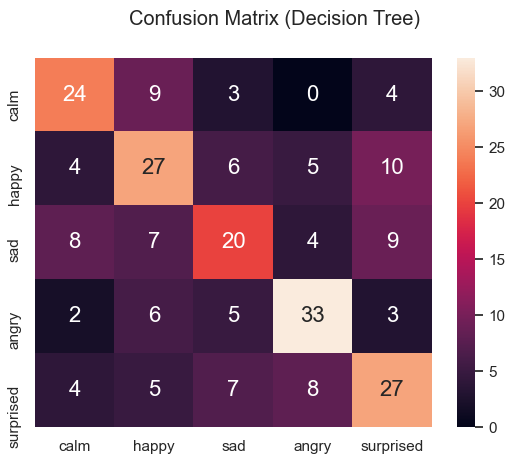 Confusion Matrix (Decision Tree)
calm 24 9 3 0 4
happy 4 27 6 5 10
sad 8 7 20 4 9
angry 2 6 5 33 3
surprised 4 5 7 8 27
calm happy sad angry surprised
30
25
20
15
10
5
0